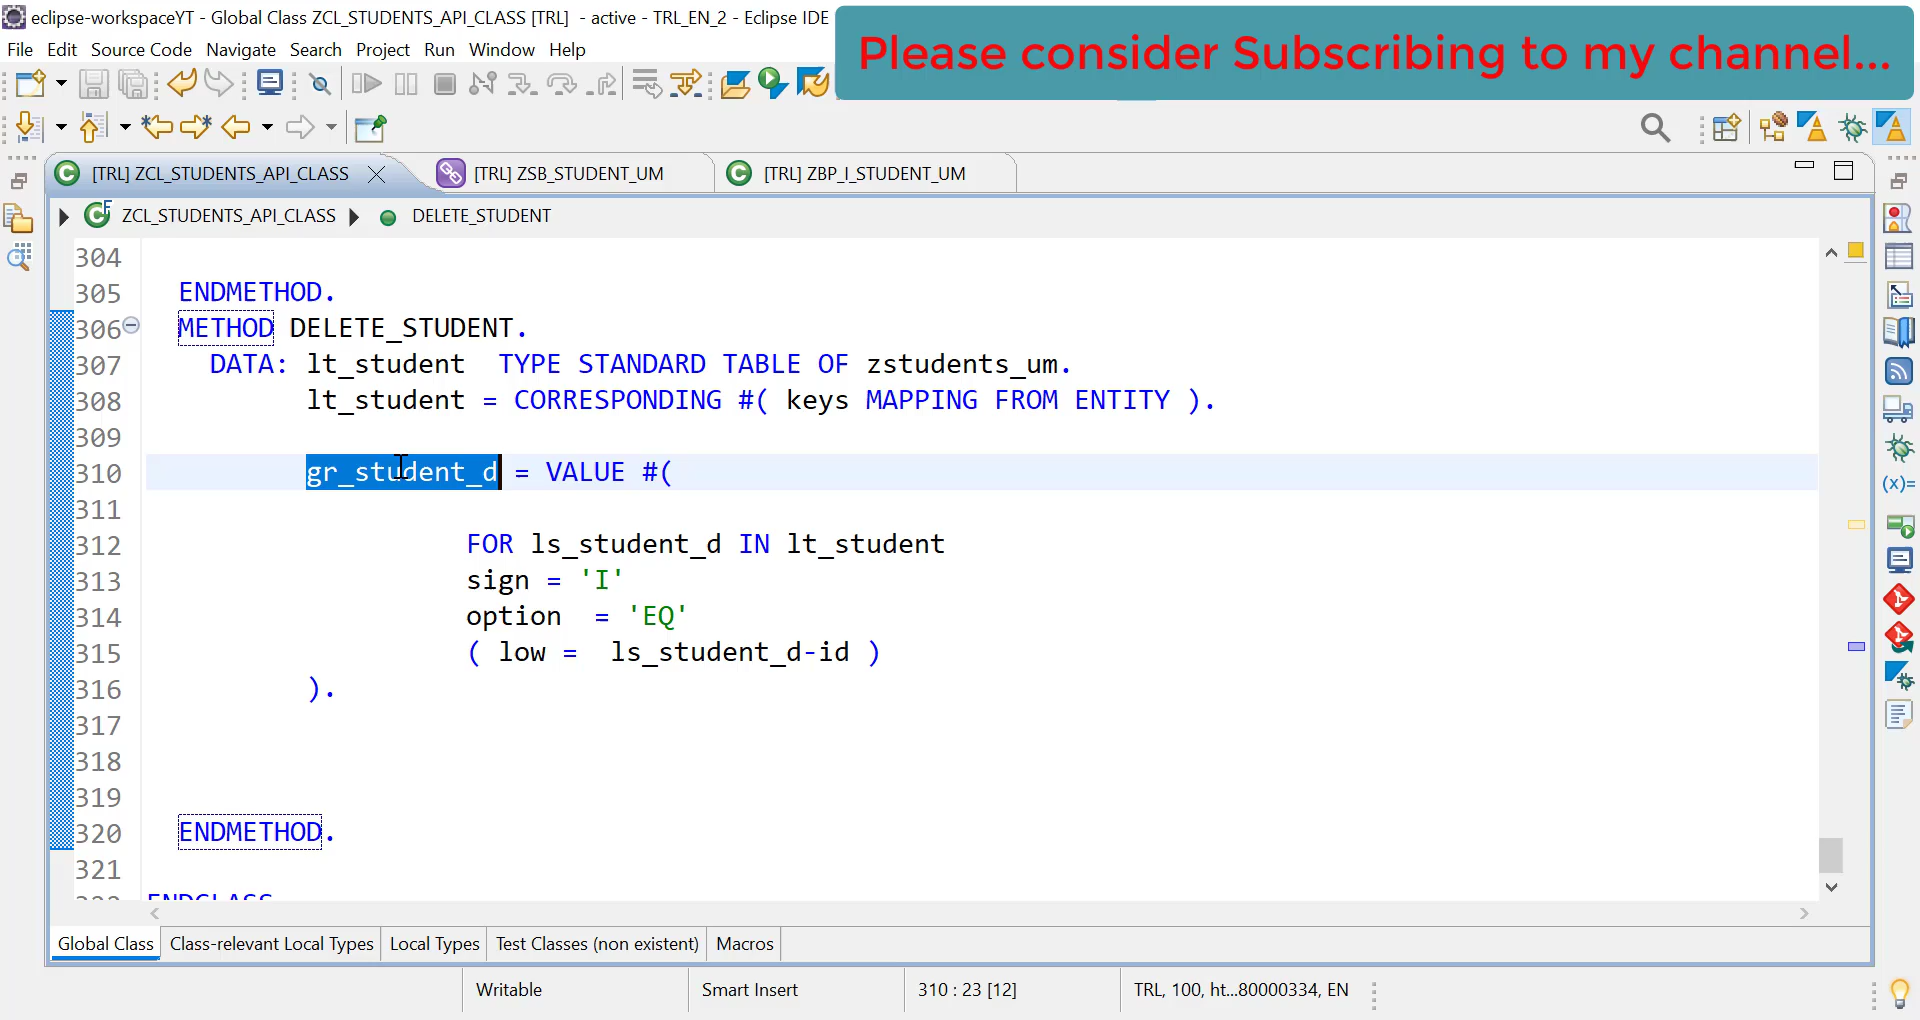 eclipse-workspaceYT - Global Class ZCL_STUDENTS_API_CLASS [TRL]  - active - TRL_EN_2 - Eclipse IDE
Please consider Subscribing to my channel...
File Edit Source Code Navigate Search Project Run Window Help
[TRL] ZCL_STUDENTS_API_CLASS
[TRL] ZSB_STUDENT_UM
[TRL] ZBP_I_STUDENT_UM
ZCL_STUDENTS_API_CLASS
DELETE_STUDENT
304
305 ENDMETHOD.
306 METHOD DELETE_STUDENT.
307 DATA: lt_student  TYPE STANDARD TABLE OF zstudents_um.
308 lt_student = CORRESPONDING #( keys MAPPING FROM ENTITY ).
309
310 gr_student_d = VALUE #(
311
312 FOR ls_student_d IN lt_student
313 sign = 'I'
314 option  = 'EQ'
315 ( low =  ls_student_d-id )
316 ).
317
318
319
320 ENDMETHOD.
321
Global Class
Class-relevant Local Types
Local Types
Test Classes (non existent)
Macros
Writable
Smart Insert
310 : 23 [12]
TRL, 100, ht...80000334, EN